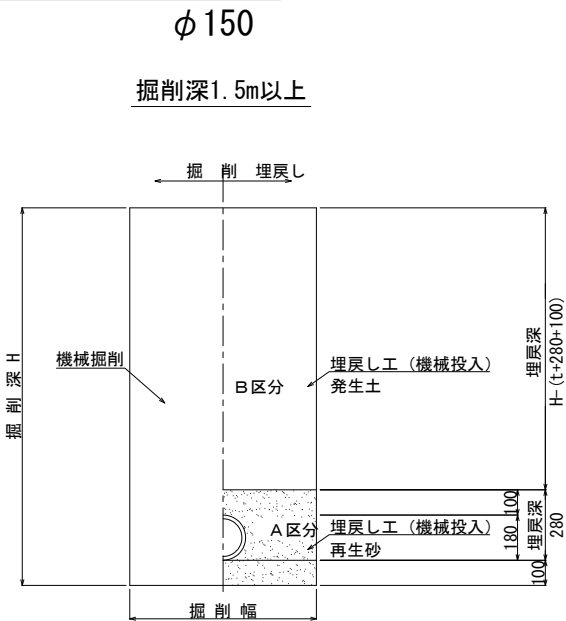 φ150
掘削深1.5m以上
掘 削 埋戻し
掘 削 深 H
機械掘削
B区分
埋戻し工（機械投入）
発生土
埋戻深
H-(t+280+100)
A区分
埋戻し工（機械投入）
再生砂
100
180
100
埋戻深
280
掘 削 幅